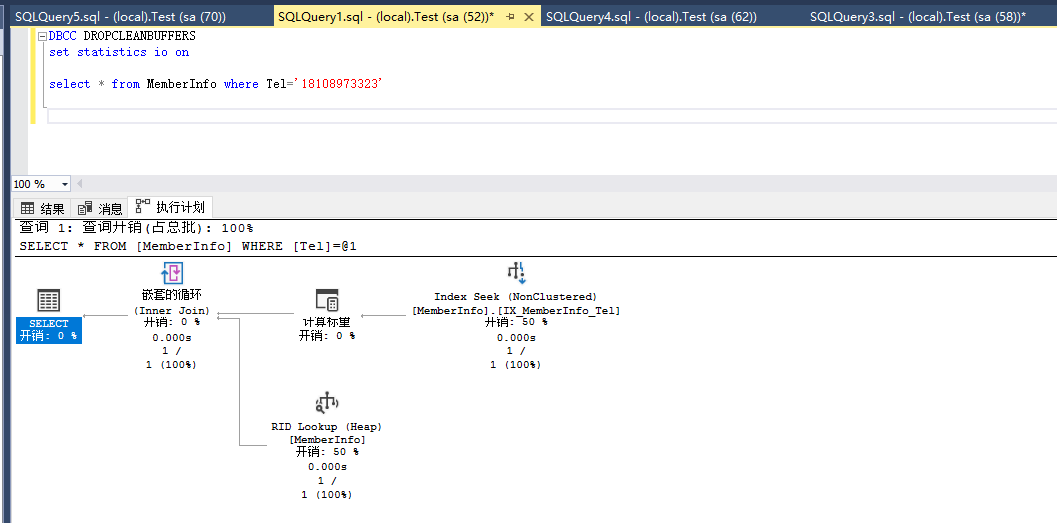 SQLQuery5.sql - (local).Test (sa (70))
SQLQuery1.sql - (local).Test (sa (52))*
SQLQuery4.sql - (local).Test (sa (62))
SQLQuery3.sql - (local).Test (sa (58))*
DBCC DROPCLEANBUFFERS
set statistics io on
select * from MemberInfo where Tel='18108973323'
100 %
结果
消息
执行计划
查询 1: 查询开销(占总批): 100%
SELECT * FROM [MemberInfo] WHERE [Tel]=@1
SELECT
开销: 0 %
嵌套的循环
(Inner Join)
开销: 0 %
0.000s
1 /
1 (100%)
计算标量
开销: 0 %
Index Seek (NonClustered)
[MemberInfo].[IX_MemberInfo_Tel]
开销: 50 %
0.000s
1 /
1 (100%)
RID Lookup (Heap)
[MemberInfo]
开销: 50 %
0.000s
1 /
1 (100%)